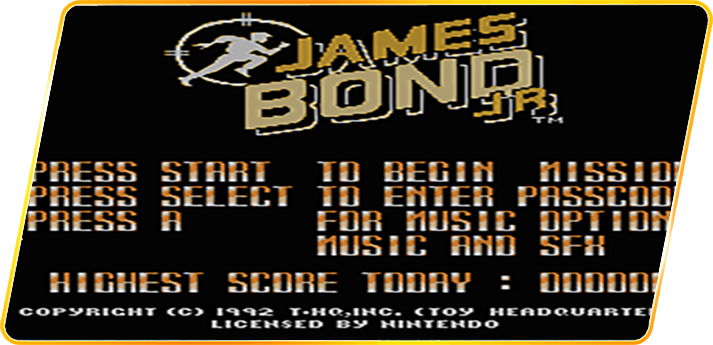 JAMES
BOND
JR
TM
PRESS START TO BEGIN MISSIO
PRESS SELECT TO ENTER PASSCOD
PRESS A FOR MUSIC OPTION
MUSIC AND SFX
HIGHEST SCORE TODAY : 000000
COPYRIGHT (C) 1992 T·HQ,INC. (TOY HEADQUARTE
LICENSED BY NINTENDO